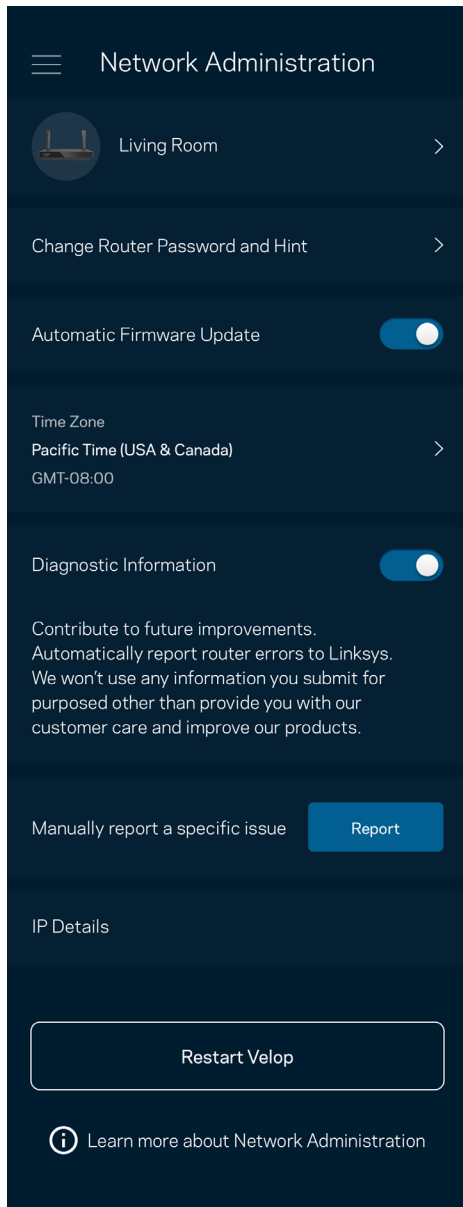 Network Administration
Living Room
Change Router Password and Hint
Automatic Firmware Update
Time Zone
Pacific Time (USA & Canada)
GMT-08:00
Diagnostic Information
Contribute to future improvements.
Automatically report router errors to Linksys.
We won't use any information you submit for
purposed other than provide you with our
customer care and improve our products.
Manually report a specific issue
Report
IP Details
Restart Velop
Learn more about Network Administration